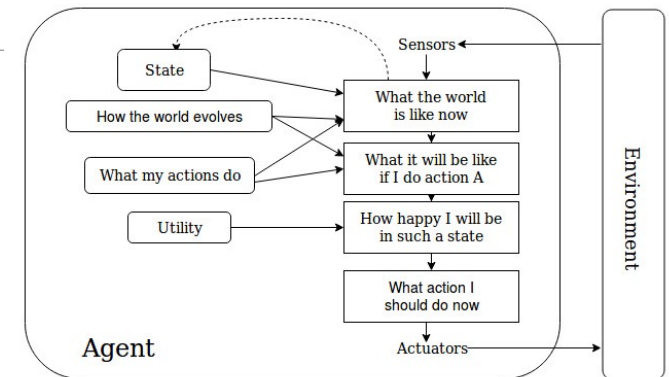 Sensors
State
What the world
is like now
How the world evolves
What it will be like
if I do action A
What my actions do
How happy I will be
in such a state
Utility
What action I
should do now
Agent
Actuators
Environment